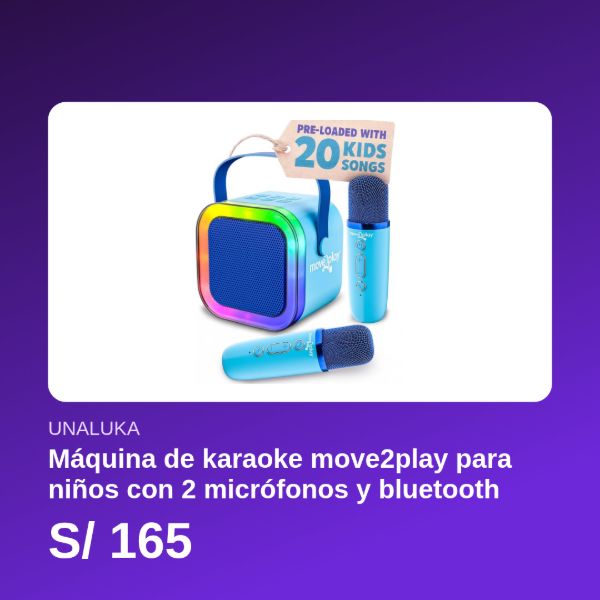 PRE-LOADED WITH
20 KIDS
SONGS
move2play
move2play
UNALUKA
Máquina de karaoke move2play para
niños con 2 micrófonos y bluetooth
S/ 165